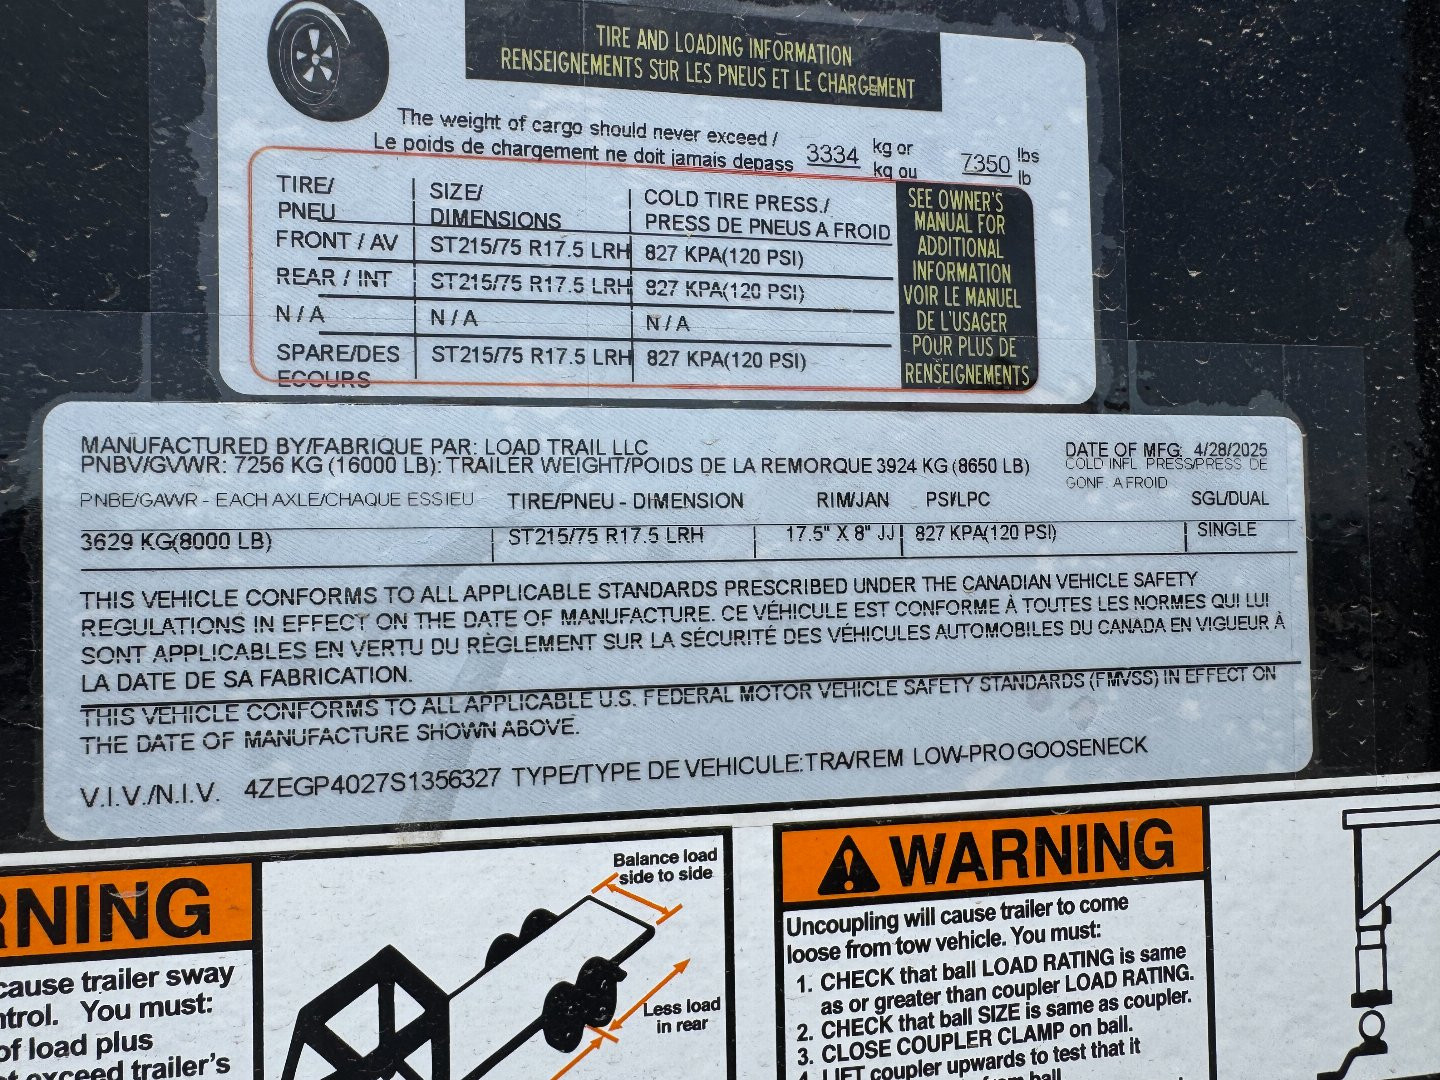 TIRE AND LOADING INFORMATION
RENSEIGNEMENTS SUR LES PNEUS ET LE CHARGEMENT
The weight of cargo should never exceed /
Le poids de chargement ne doit jamais depass 3334 kg or kg ou 7350 lbs lb
TIRE/ PNEU SIZE/ DIMENSIONS COLD TIRE PRESS./ PRESS DE PNEUS A FROID
FRONT / AV ST215/75 R17.5 LRH 827 KPA(120 PSI)
REAR / INT ST215/75 R17.5 LRH 827 KPA(120 PSI)
N / A N / A N / A
SPARE/DES ECOURS ST215/75 R17.5 LRH 827 KPA(120 PSI)
SEE OWNER'S
MANUAL FOR
ADDITIONAL
INFORMATION
VOIR LE MANUEL
DE L'USAGER
POUR PLUS DE
RENSEIGNEMENTS
MANUFACTURED BY/FABRIQUE PAR: LOAD TRAIL LLC
DATE OF MFG: 4/28/2025
PNBV/GVWR: 7256 KG (16000 LB): TRAILER WEIGHT/POIDS DE LA REMORQUE 3924 KG (8650 LB)
COLD INFL PRESS/PRESS DE
GONF. A FROID
PNBE/GAWR - EACH AXLE/CHAQUE ESSIEU TIRE/PNEU - DIMENSION RIM/JAN PSI/LPC SGL/DUAL
3629 KG(8000 LB) ST215/75 R17.5 LRH 17.5" X 8" JJ 827 KPA(120 PSI) SINGLE
THIS VEHICLE CONFORMS TO ALL APPLICABLE STANDARDS PRESCRIBED UNDER THE CANADIAN VEHICLE SAFETY
REGULATIONS IN EFFECT ON THE DATE OF MANUFACTURE. CE VÉHICULE EST CONFORME À TOUTES LES NORMES QUI LUI
SONT APPLICABLES EN VERTU DU RÈGLEMENT SUR LA SÉCURITÉ DES VÉHICULES AUTOMOBILES DU CANADA EN VIGUEUR À
LA DATE DE SA FABRICATION.
THIS VEHICLE CONFORMS TO ALL APPLICABLE U.S. FEDERAL MOTOR VEHICLE SAFETY STANDARDS (FMVSS) IN EFFECT ON
THE DATE OF MANUFACTURE SHOWN ABOVE.
V.I.V./N.I.V. 4ZEGP4027S1356327 TYPE/TYPE DE VEHICULE:TRA/REM LOW-PRO GOOSENECK
RNING
cause trailer sway
ntrol. You must:
of load plus
exceed trailer's
Balance load
side to side
Less load
in rear
WARNING
Uncoupling will cause trailer to come
loose from tow vehicle. You must:
1. CHECK that ball LOAD RATING is same
as or greater than coupler LOAD RATING.
2. CHECK that ball SIZE is same as coupler.
3. CLOSE COUPLER CLAMP on ball.
4. LIFT coupler upwards to test that it
from ball